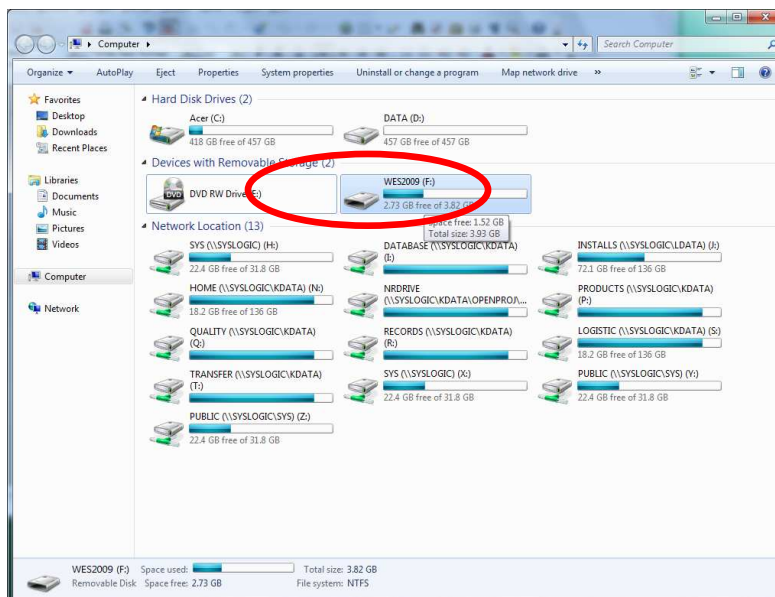 Computer
Search Computer
Organize AutoPlay Eject Properties System properties Uninstall or change a program Map network drive »
Favorites
Desktop
Downloads
Recent Places
Libraries
Documents
Music
Pictures
Videos
Computer
Network
Hard Disk Drives (2)
Acer (C:)
418 GB free of 457 GB
DATA (D:)
457 GB free of 457 GB
Devices with Removable Storage (2)
DVD RW Drive (E:)
WES2009 (F:)
2.73 GB free of 3.82 GB
Space free: 1.52 GB
Total size: 3.93 GB
Network Location (13)
SYS (\\SYSLOGIC) (H:)
22.4 GB free of 31.8 GB
DATABASE (\\SYSLOGIC\KDATA)
(I:)
INSTALLS (\\SYSLOGIC\LDATA) (J:)
72.1 GB free of 136 GB
HOME (\\SYSLOGIC\KDATA) (N:)
18.2 GB free of 136 GB
NRDRIVE
(\\SYSLOGIC\KDATA\OPENPROJ\...
PRODUCTS (\\SYSLOGIC\KDATA)
(P:)
QUALITY (\\SYSLOGIC\KDATA)
(Q:)
RECORDS (\\SYSLOGIC\KDATA)
(R:)
LOGISTIC (\\SYSLOGIC\KDATA) (S:)
18.2 GB free of 136 GB
TRANSFER (\\SYSLOGIC\KDATA)
(T:)
SYS (\\SYSLOGIC) (X:)
22.4 GB free of 31.8 GB
PUBLIC (\\SYSLOGIC\SYS) (Y:)
22.4 GB free of 31.8 GB
PUBLIC (\\SYSLOGIC\SYS) (Z:)
22.4 GB free of 31.8 GB
WES2009 (F:) Space used: Total size: 3.82 GB
Removable Disk Space free: 2.73 GB File system: NTFS